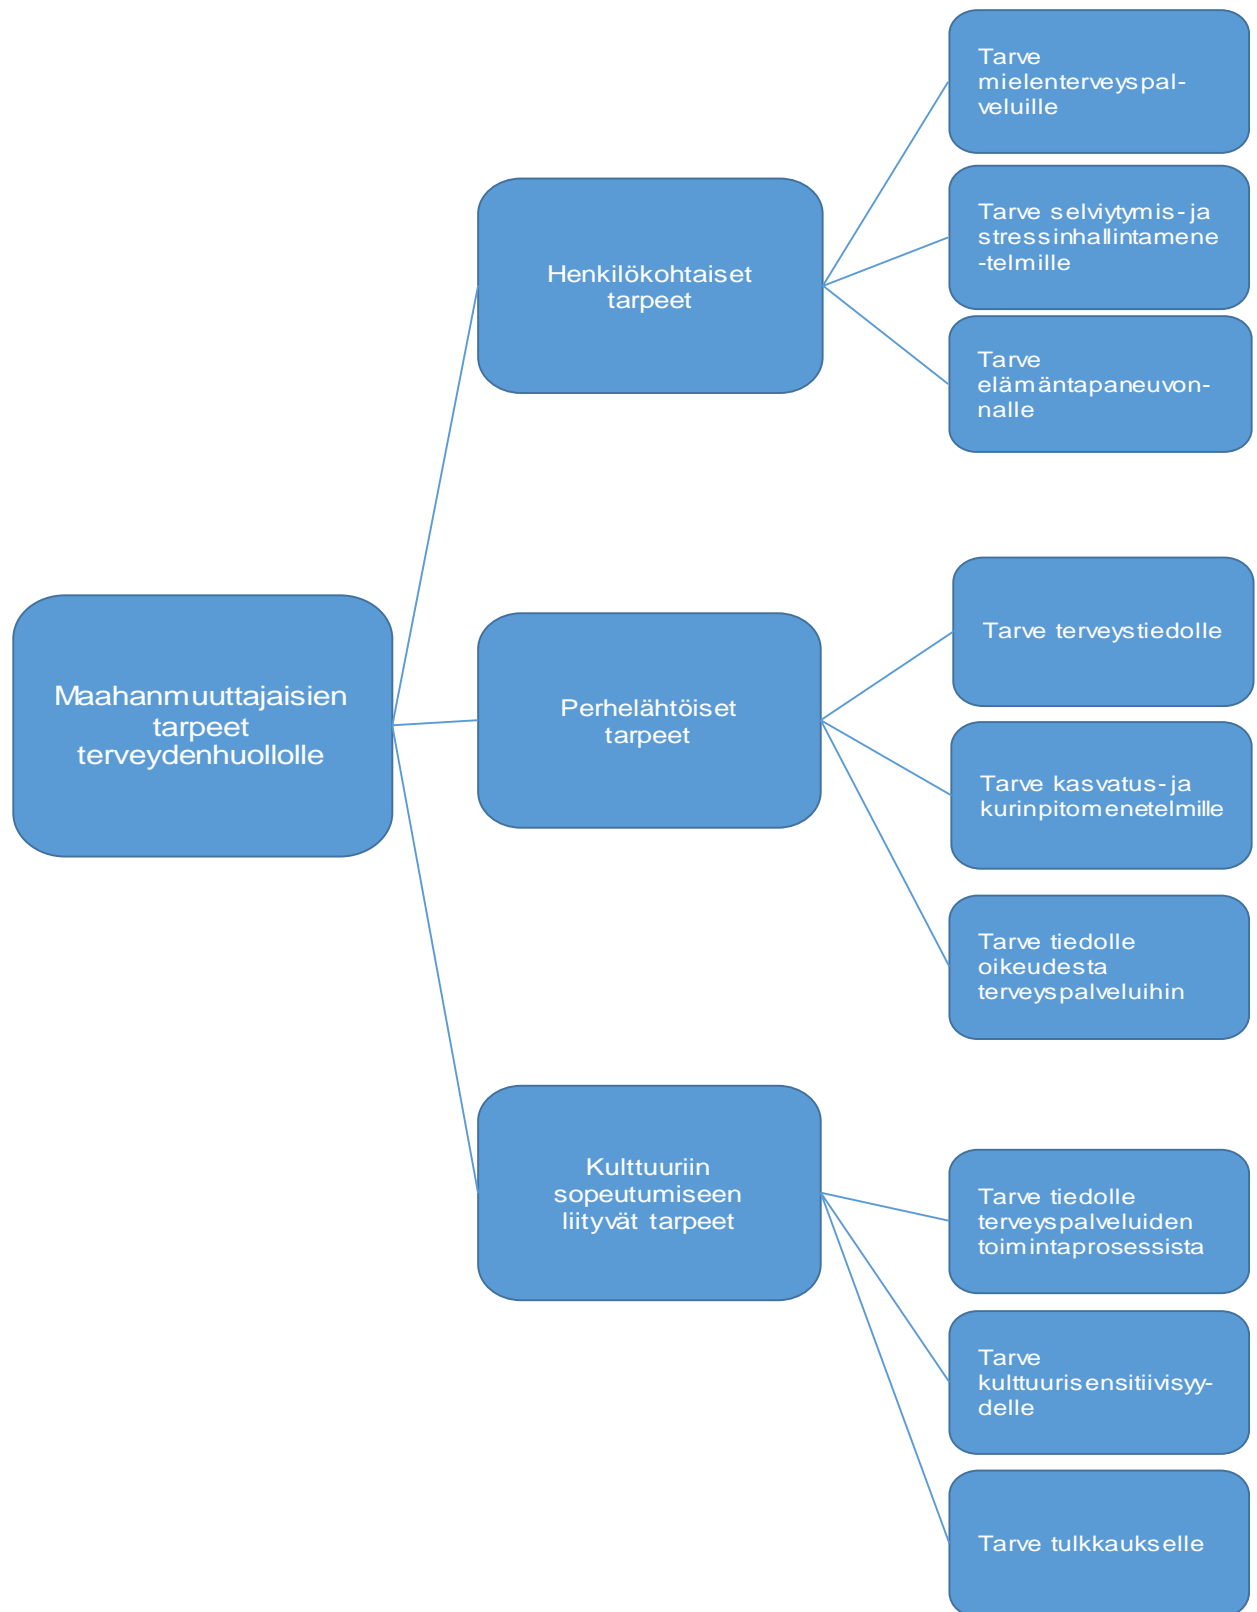 Maahanmuuttajaisien
tarpeet
terveydenhuollolle
Henkilökohtaiset
tarpeet
Tarve
mielenterveyspal-
veluille
Tarve selviytymis- ja
stressinhallintamene
-telmille
Tarve
elämäntapaneuvon-
nalle
Perhelähtöiset
tarpeet
Tarve terveystiedolle
Tarve kasvatus- ja
kurinpitomenetelmille
Tarve tiedolle
oikeudesta
terveyspalveluihin
Kulttuuriin
sopeutumiseen
liityvät tarpeet
Tarve tiedolle
terveyspalveluiden
toimintaprosessista
Tarve
kulttuurisensitiivisyy-
delle
Tarve tulkkaukselle